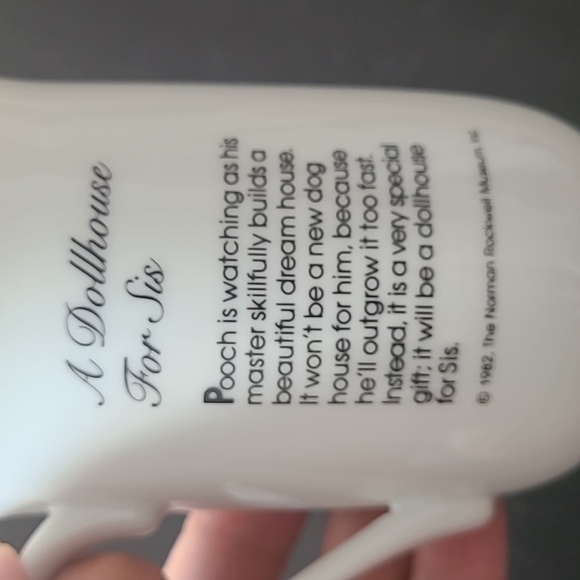 A Dollhouse
For Sis
Pooch is watching as his
master skillfully builds a
beautiful dream house.
It won't be a new dog
house for him, because
he'll outgrow it too fast.
Instead, it is a very special
gift; it will be a dollhouse
for Sis.
© 1982, The Norman Rockwell Museum, Inc.